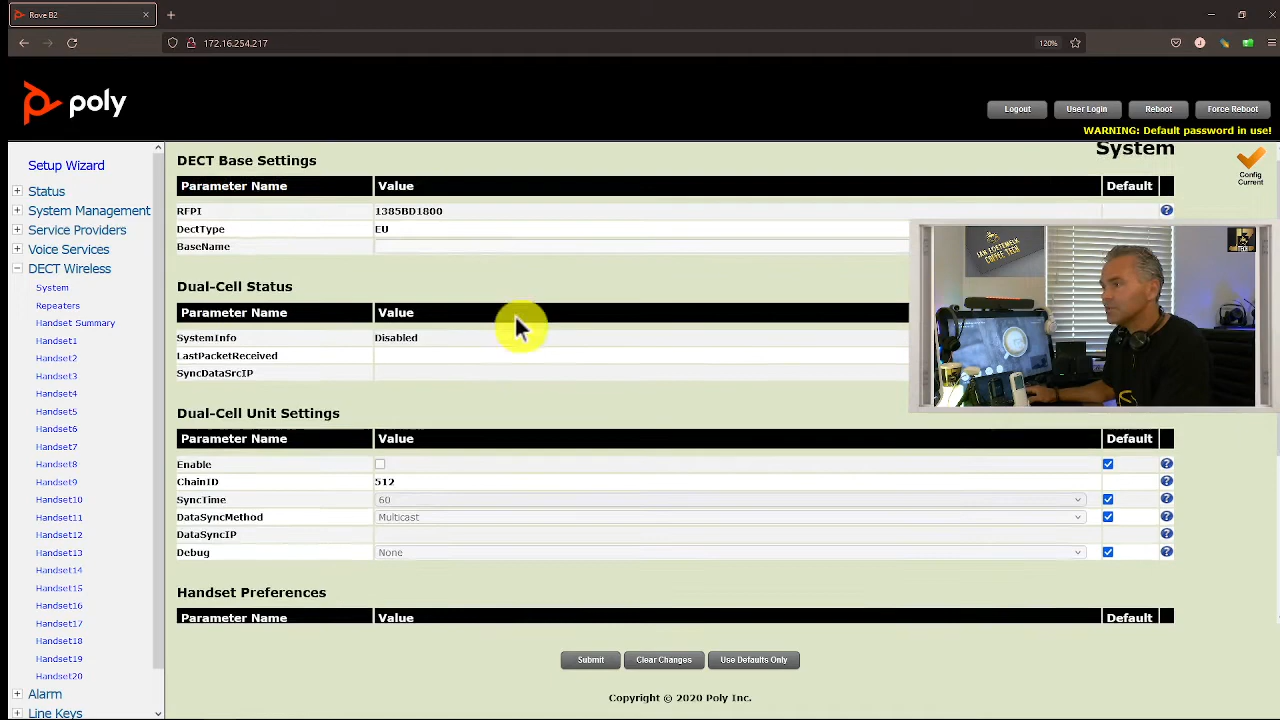 Rove B2
172.16.254.217
120%
poly
Logout
User Login
Reboot
Force Reboot
WARNING: Default password in use!
System
Config
Current
Setup Wizard
Status
System Management
Service Providers
Voice Services
DECT Wireless
System
Repeaters
Handset Summary
Handset1
Handset2
Handset3
Handset4
Handset5
Handset6
Handset7
Handset8
Handset9
Handset10
Handset11
Handset12
Handset13
Handset14
Handset15
Handset16
Handset17
Handset18
Handset19
Handset20
Alarm
Line Keys
DECT Base Settings
Parameter Name Value Default
RFPI 1385BD1800
DectType EU
BaseName
Dual-Cell Status
Parameter Name Value
SystemInfo Disabled
LastPacketReceived
SyncDataSrcIP
Dual-Cell Unit Settings
Parameter Name Value Default
Enable
ChainID 512
SyncTime 60
DataSyncMethod Multicast
DataSyncIP
Debug None
Handset Preferences
Parameter Name Value Default
Submit
Clear Changes
Use Defaults Only
Copyright © 2020 Poly Inc.